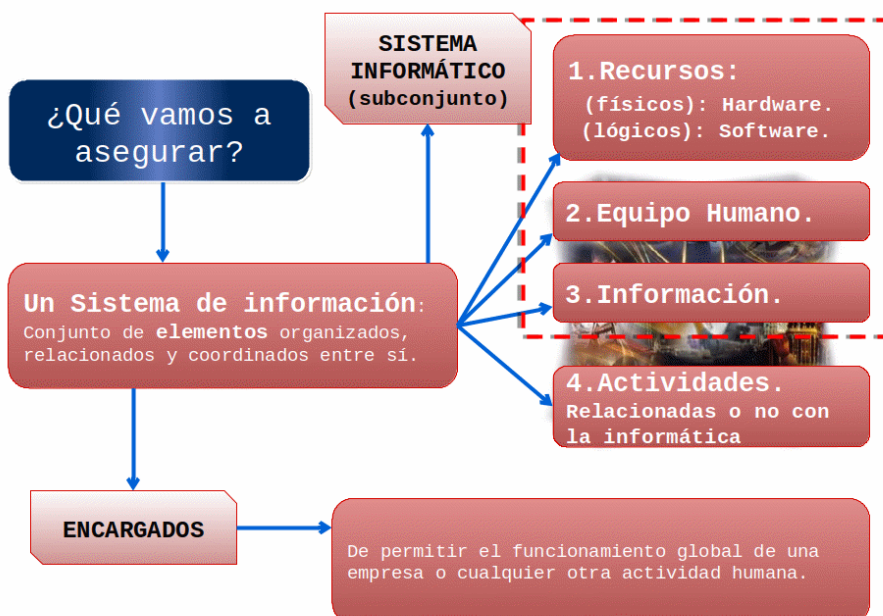 ¿Qué vamos a
asegurar?
SISTEMA
INFORMÁTICO
(subconjunto)
1.Recursos:
(físicos): Hardware.
(lógicos): Software.
2.Equipo Humano.
3.Información.
4.Actividades.
Relacionadas o no con
la informática
Un Sistema de información:
Conjunto de elementos organizados,
relacionados y coordinados entre sí.
ENCARGADOS
De permitir el funcionamiento global de una
empresa o cualquier otra actividad humana.